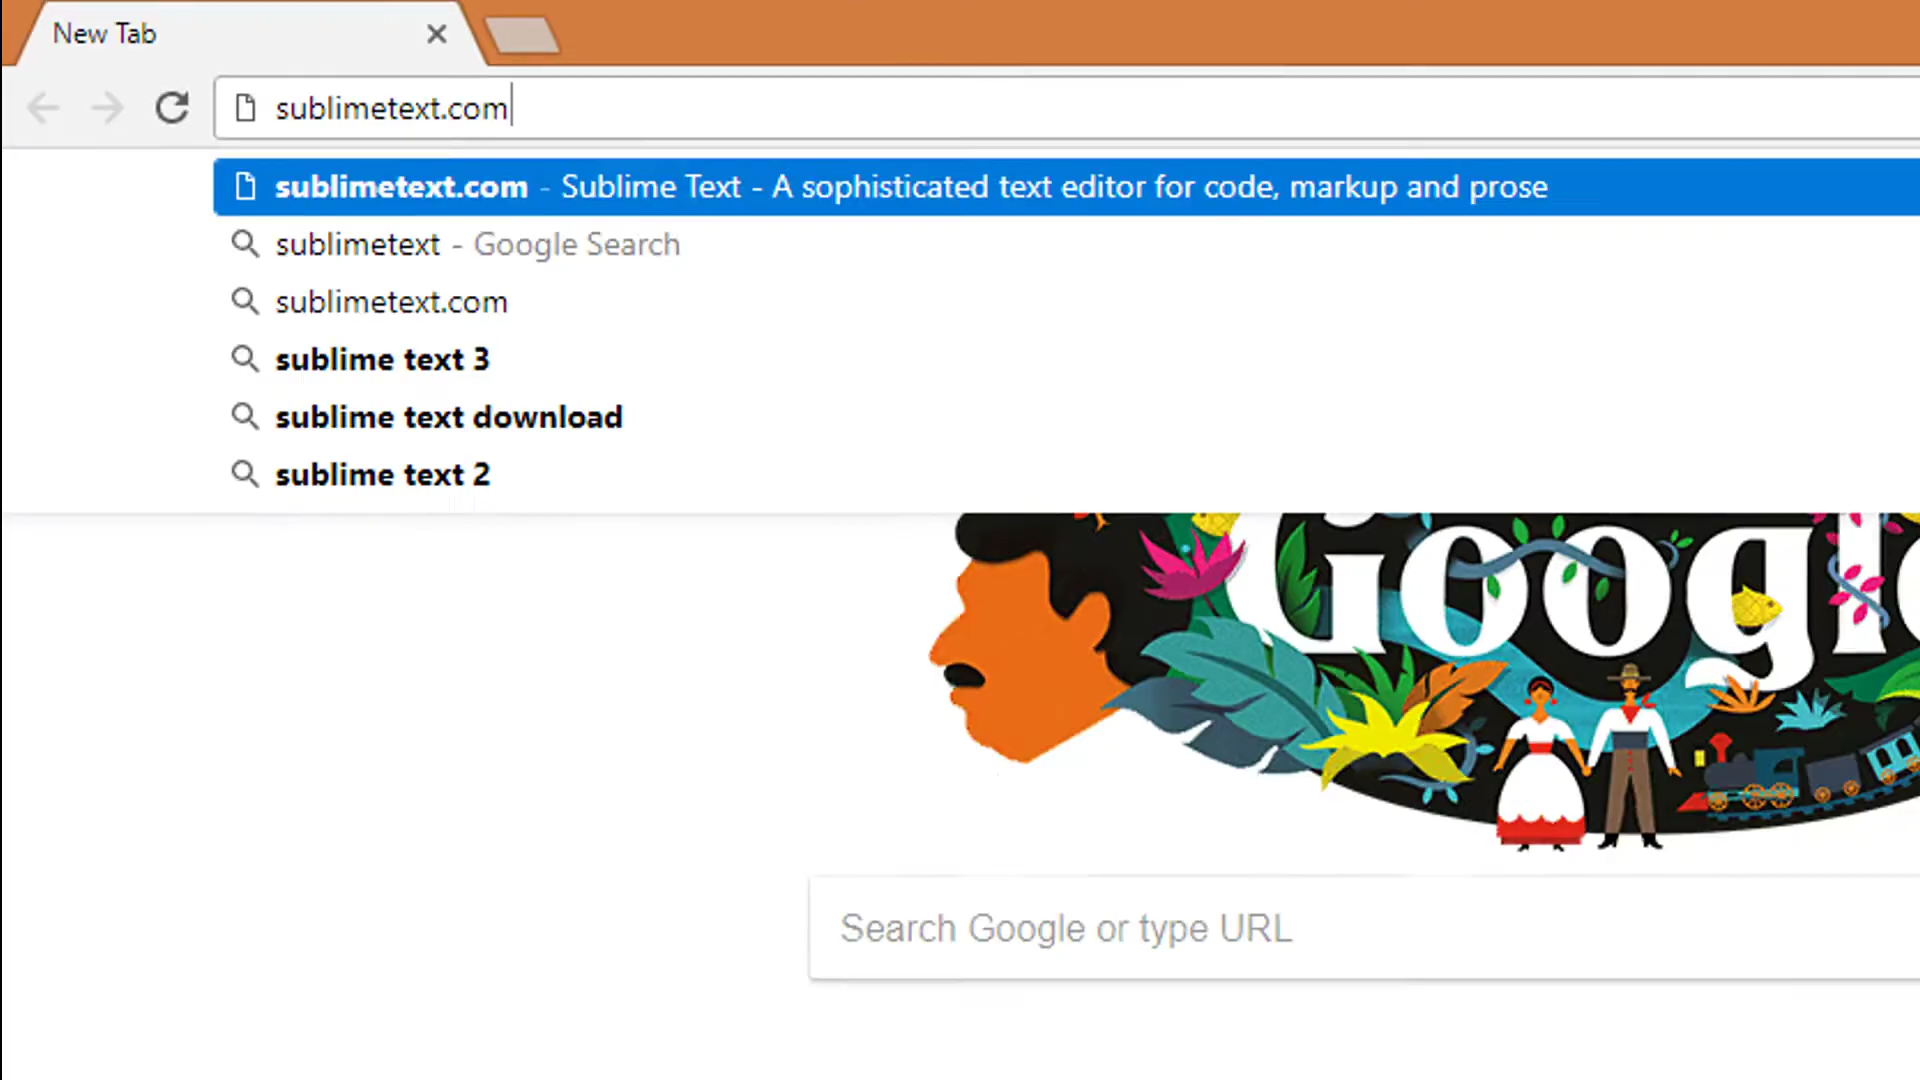 New Tab
sublimetext.com
sublimetext.com - Sublime Text - A sophisticated text editor for code, markup and prose
sublimetext - Google Search
sublimetext.com
sublime text 3
sublime text download
sublime text 2
Google
Search Google or type URL